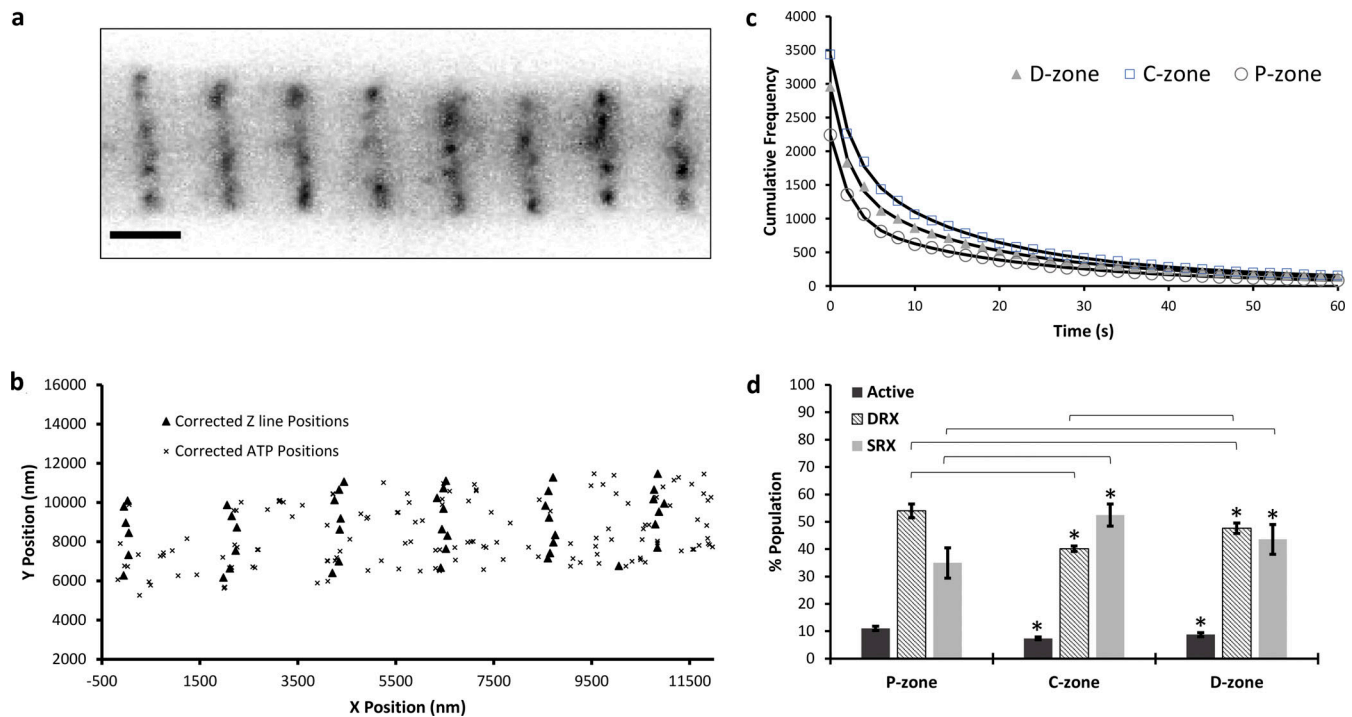 a
b
Y Position (nm)
16000
14000
12000
10000
8000
6000
4000
2000
Corrected Z line Positions
Corrected ATP Positions
-500
1500
3500
5500
7500
9500
11500
X Position (nm)
c
Cumulative Frequency
4000
3500
3000
2500
2000
1500
1000
500
0
D-zone C-zone P-zone
0 10 20 30 40 50 60
Time (s)
d
% Population
100
90
80
70
60
50
40
30
20
10
0
Active
DRX
SRX
*
*
*
*
*
*
P-zone C-zone D-zone